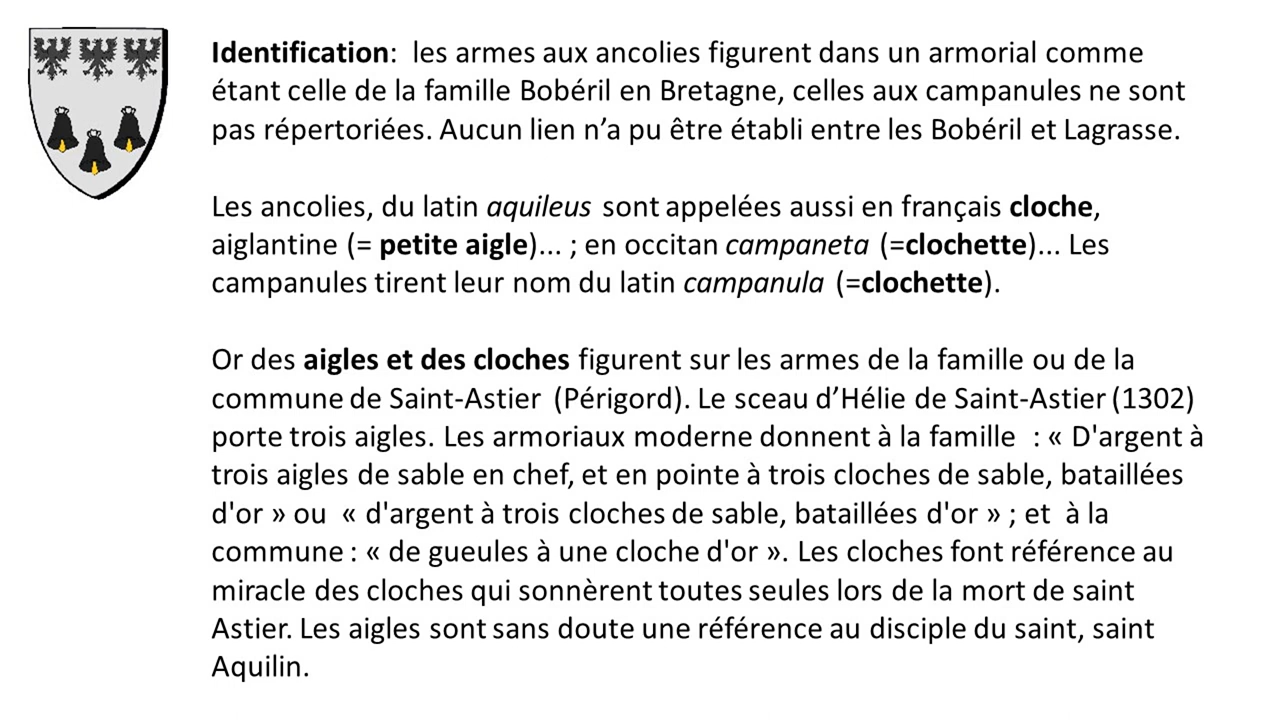 Identification:  les armes aux ancolies figurent dans un armorial comme
étant celle de la famille Bobéril en Bretagne, celles aux campanules ne sont
pas répertoriées. Aucun lien n’a pu être établi entre les Bobéril et Lagrasse.
Les ancolies, du latin aquileus sont appelées aussi en français cloche,
aiglantine (= petite aigle)... ; en occitan campaneta (=clochette)... Les
campanules tirent leur nom du latin campanula (=clochette).
Or des aigles et des cloches figurent sur les armes de la famille ou de la
commune de Saint-Astier (Périgord). Le sceau d’Hélie de Saint-Astier (1302)
porte trois aigles. Les armoriaux moderne donnent à la famille : « D'argent à
trois aigles de sable en chef, et en pointe à trois cloches de sable, bataillées
d'or » ou « d'argent à trois cloches de sable, bataillées d'or » ; et à la
commune : « de gueules à une cloche d'or ». Les cloches font référence au
miracle des cloches qui sonnèrent toutes seules lors de la mort de saint
Astier. Les aigles sont sans doute une référence au disciple du saint, saint
Aquilin.